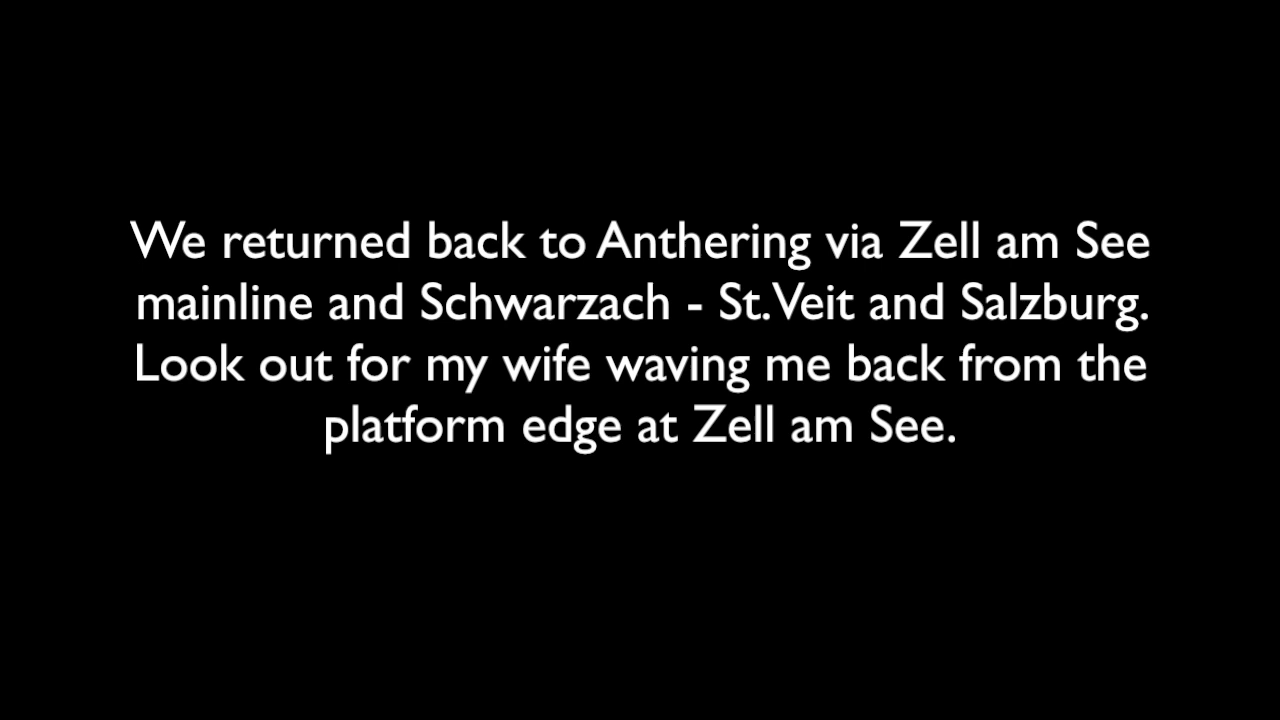 We returned back to Anthering via Zell am See
mainline and Schwarzach - St.Veit and Salzburg.
Look out for my wife waving me back from the
platform edge at Zell am See.